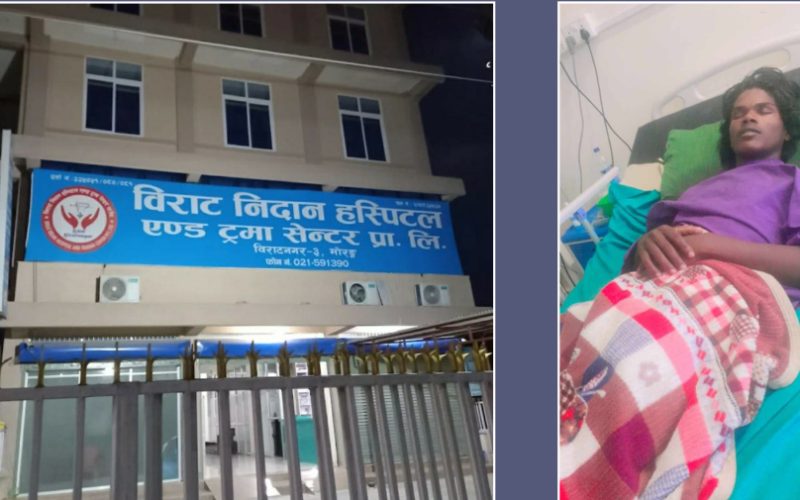 विराट निदान हस्पिटल
एण्ड ट्रमा सेन्टर प्रा. लि.
विराटनगर-३, मोरङ्ग
फोन नं. 021-591390